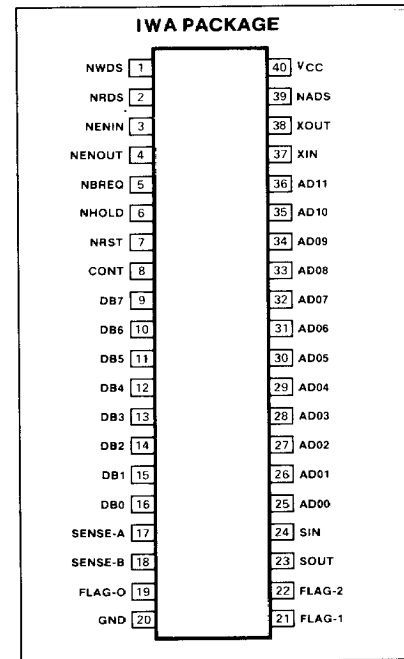 IWA PACKAGE
NWDS 1 40 VCC
NRDS 2 39 NADS
NENIN 3 38 XOUT
NENOUT 4 37 XIN
NBREQ 5 36 AD11
NHOLD 6 35 AD10
NRST 7 34 AD09
CONT 8 33 AD08
DB7 9 32 AD07
DB6 10 31 AD06
DB5 11 30 AD05
DB4 12 29 AD04
DB3 13 28 AD03
DB2 14 27 AD02
DB1 15 26 AD01
DB0 16 25 AD00
SENSE-A 17 24 SIN
SENSE-B 18 23 SOUT
FLAG-O 19 22 FLAG-2
GND 20 21 FLAG-1